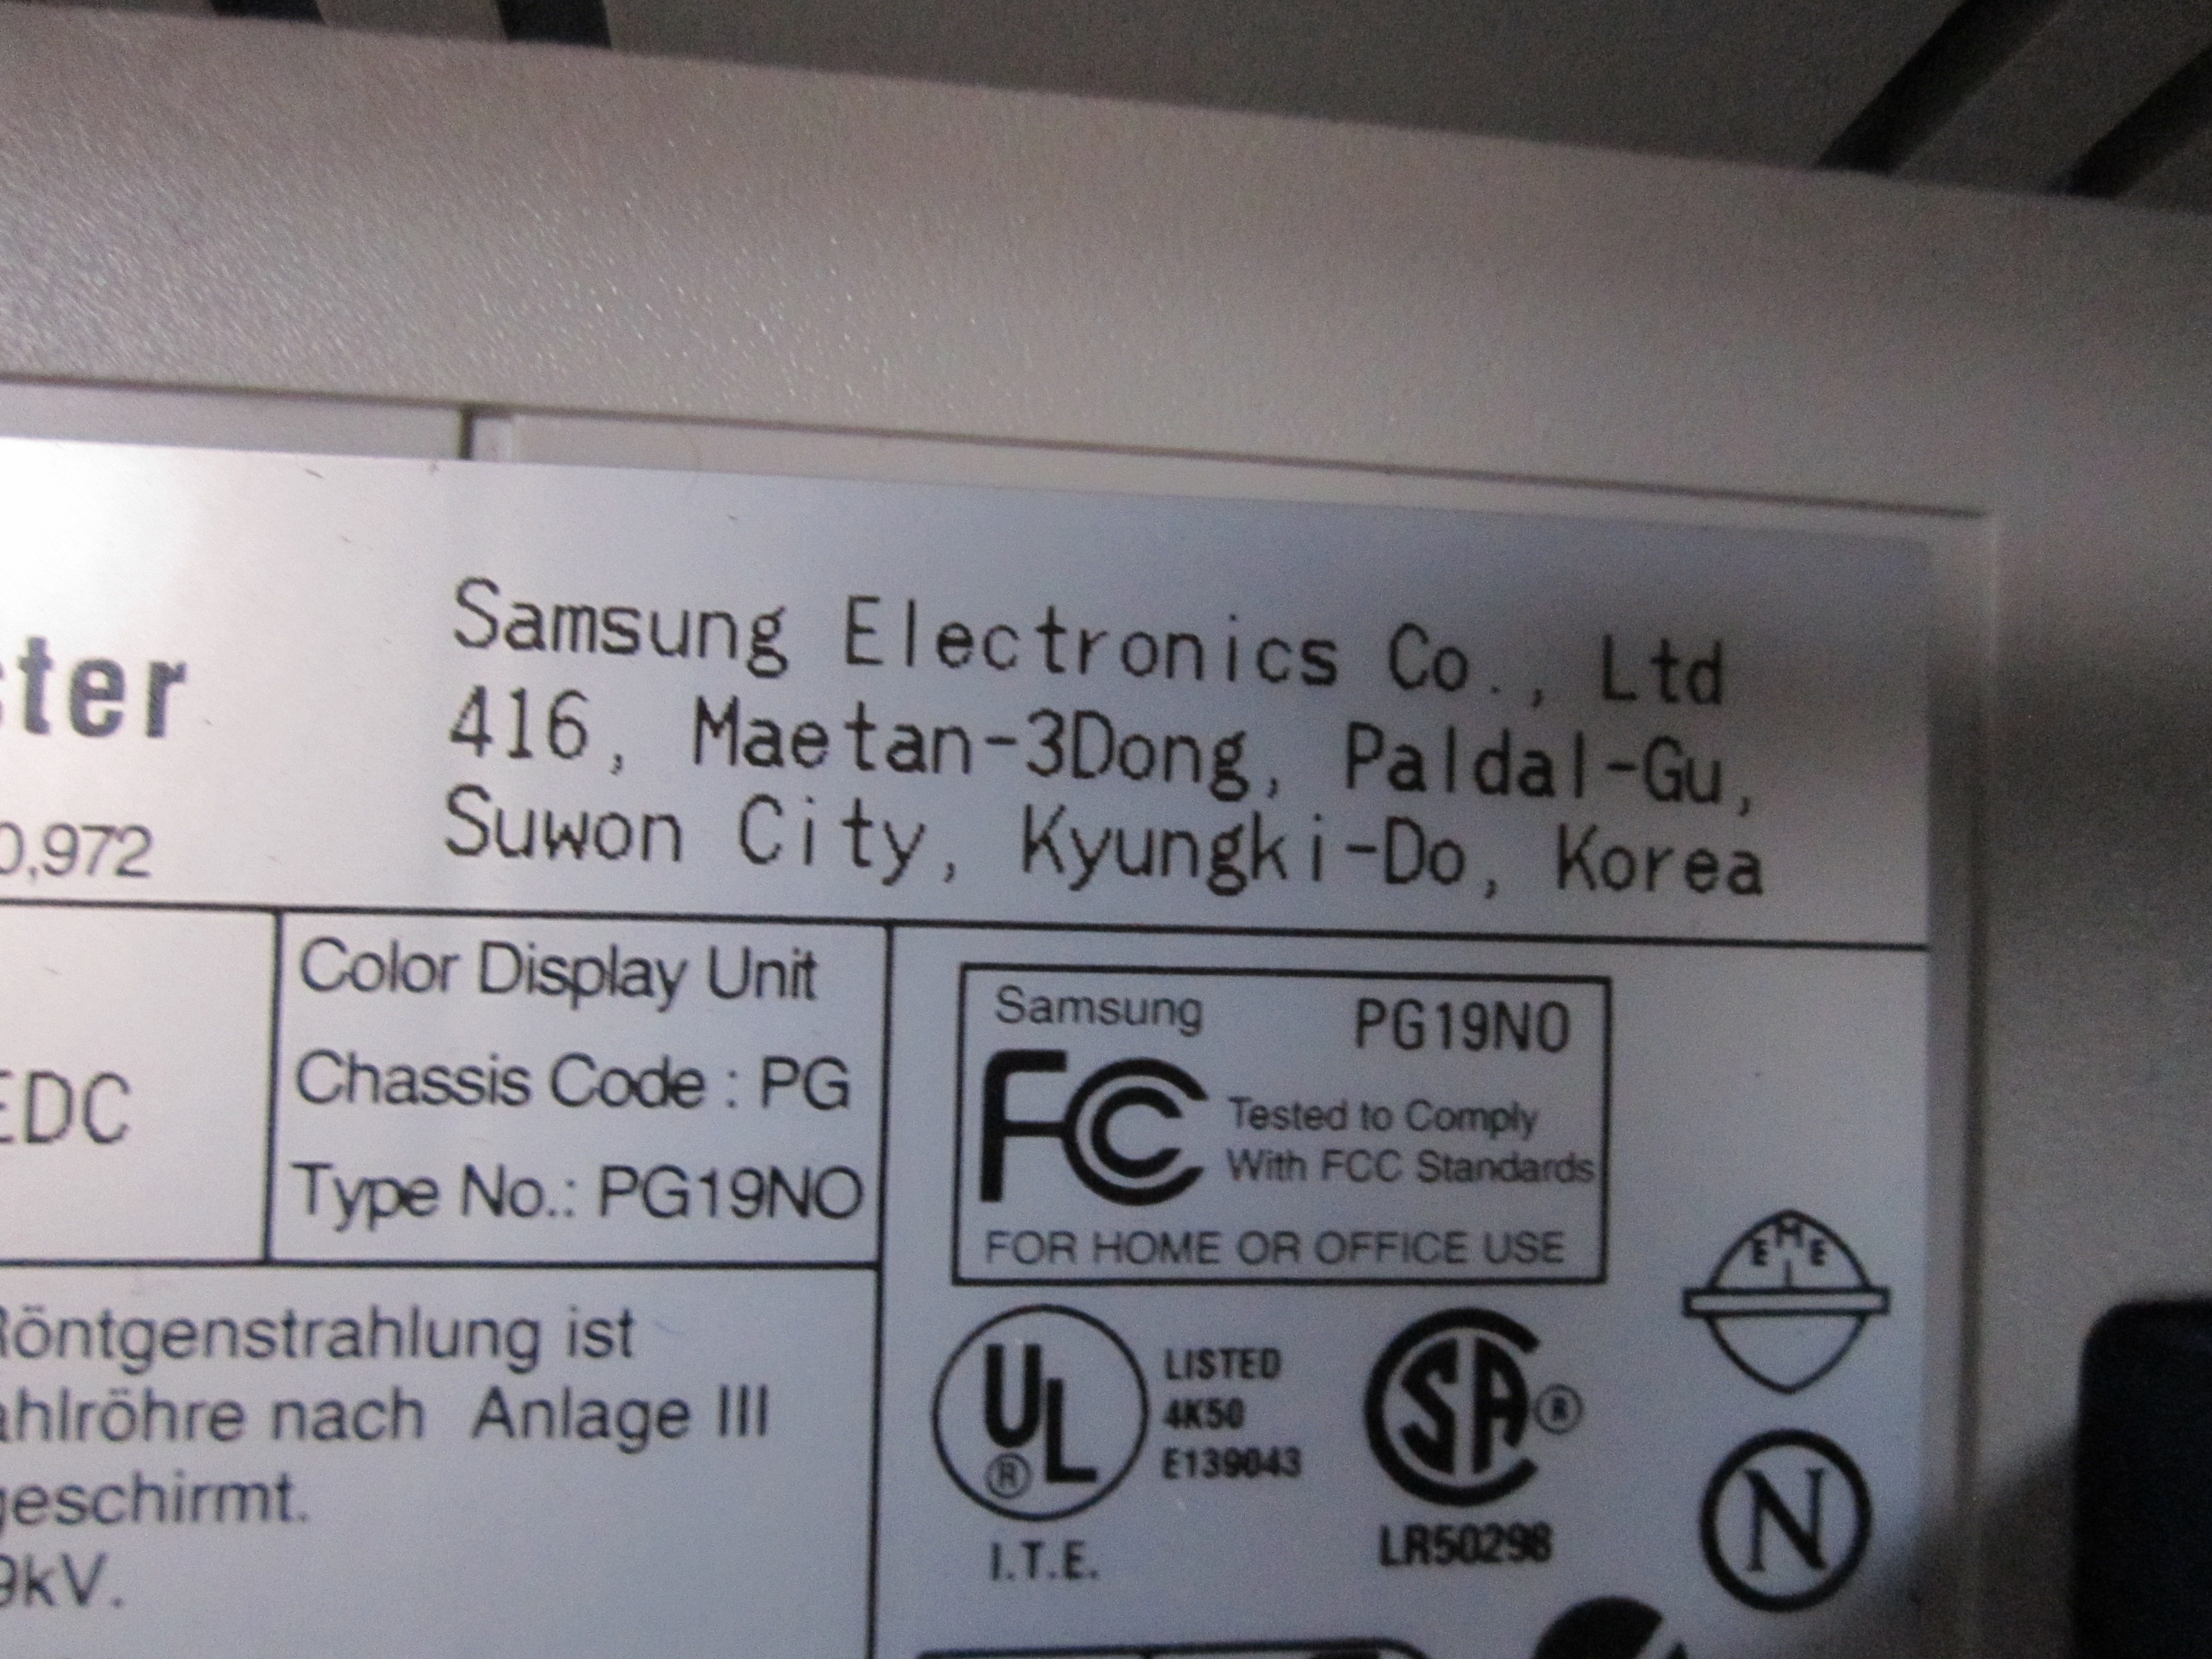 Samsung Electronics Co., Ltd
416, Maetan-3Dong, Paldal-Gu,
Suwon City, Kyungki-Do, Korea
ter
0,972
EDC
Color Display Unit
Chassis Code : PG
Type No.: PG19NO
Samsung PG19NO
FC
Tested to Comply
With FCC Standards
FOR HOME OR OFFICE USE
Röntgenstrahlung ist
ahlröhre nach Anlage III
geschirmt.
9kV.
UL ®
LISTED
4K50
E139043
I.T.E.
SA ®
LR50298
EMEI
N